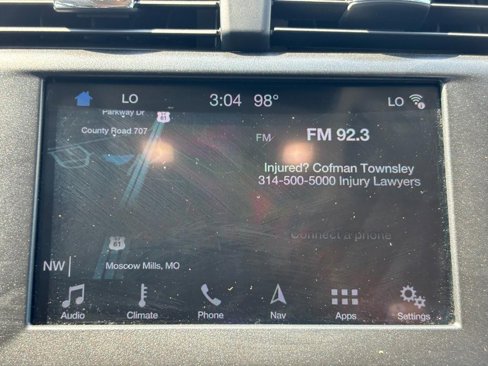 LO 3:04 98° LO
Parkway Dr
61
County Road 707
FM FM 92.3
Injured? Cofman Townsley
314-500-5000 Injury Lawyers
Connect a phone
61
NW Moscow Mills, MO
Audio Climate Phone Nav Apps Settings